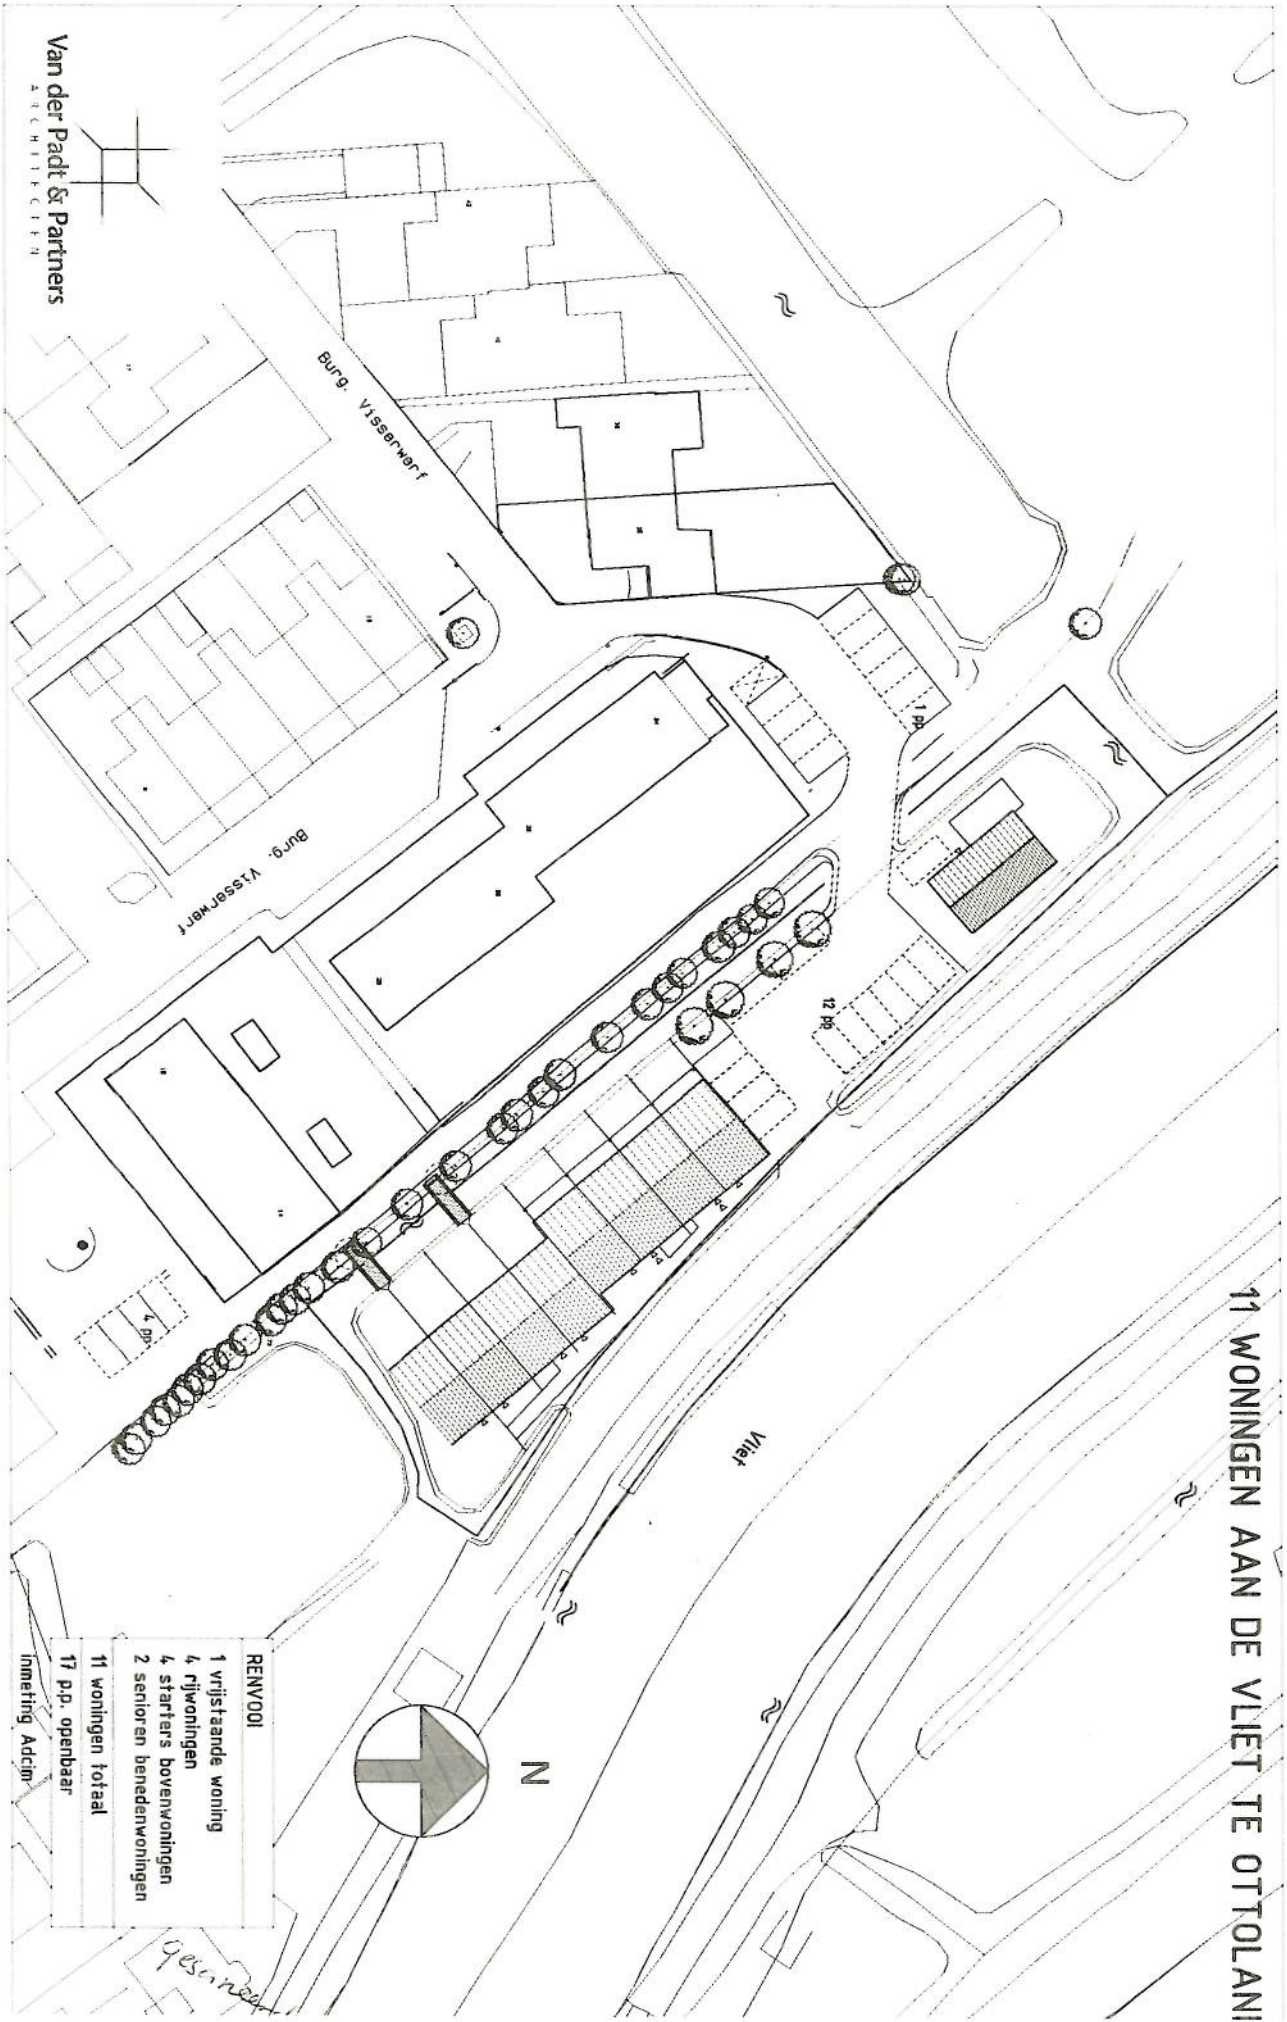 11 WONINGEN AAN DE VLIET TE OTTOLAND
Van der Padt & Partners
ARCHITECTEN
Burg. Visserwerf
Burg. Visserwerf
1 pp
12 pp
4 pp
Vliet
N
RENVOOI
1 vrijstaande woning
4 rijwoningen
4 starters bovenwoningen
2 senioren benedenwoningen
11 woningen totaal
17 p.p. openbaar
inmeting Adcim